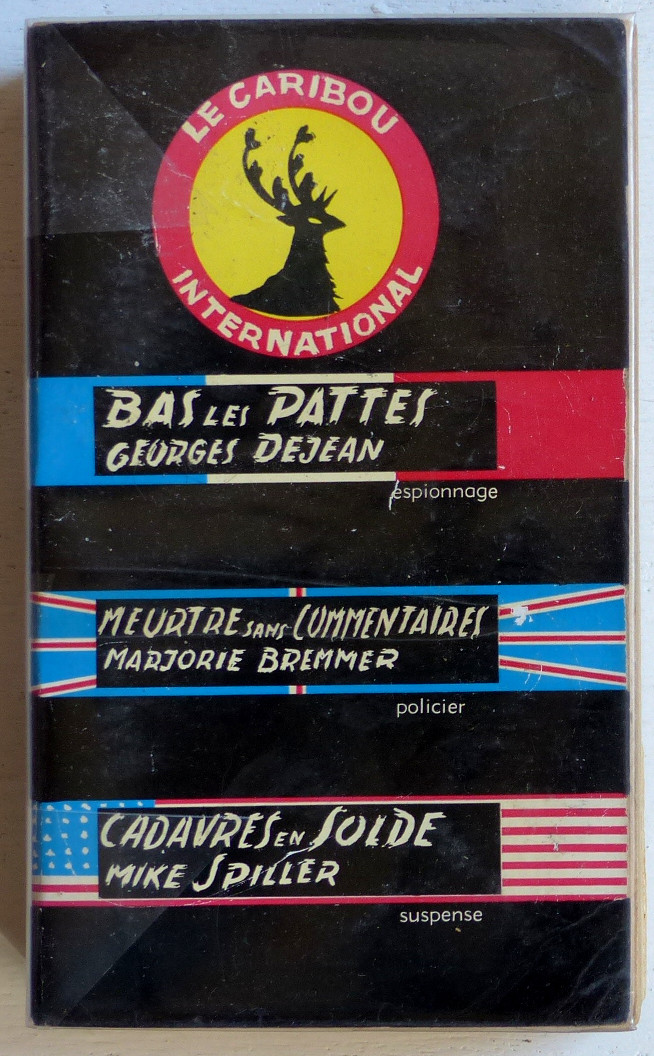 LE CARIBOU
INTERNATIONAL
BAS LES PATTES
GEORGES DEJEAN
espionnage
MEURTRE SANS COMMENTAIRES
MARJORIE BREMMER
policier
CADAVRES EN SOLDE
MIKE SPILLER
suspense